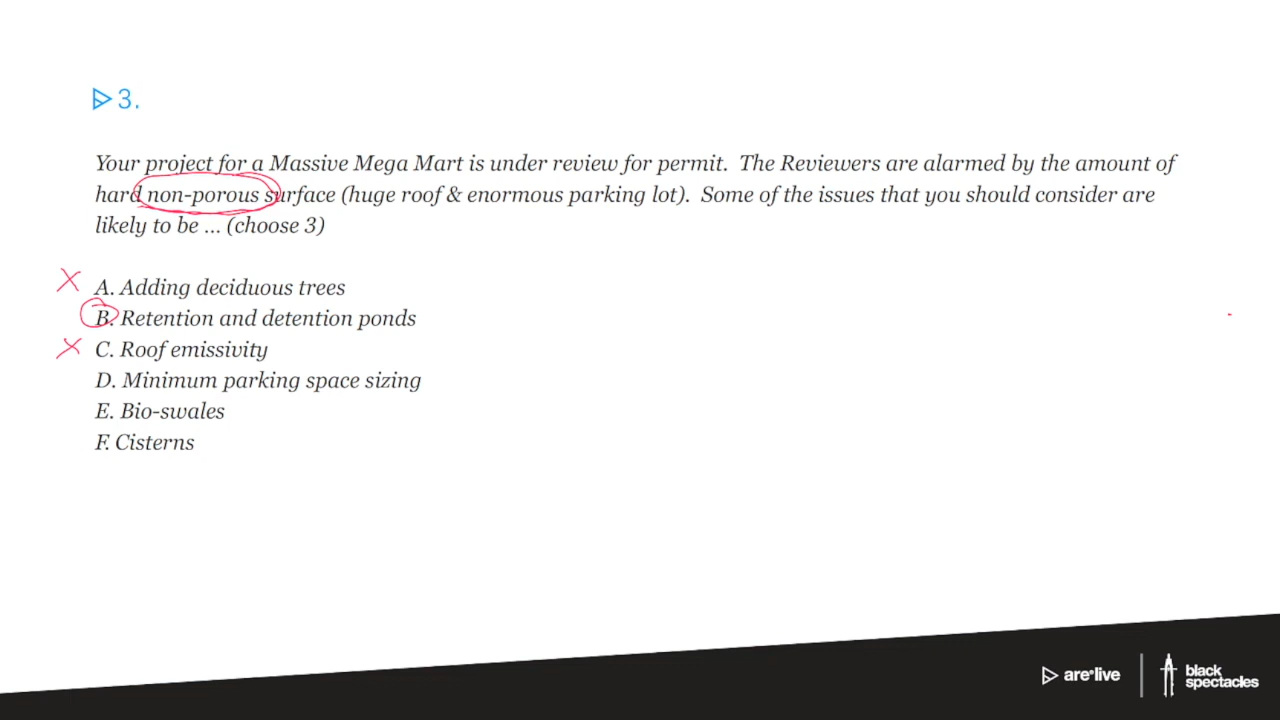 3.
Your project for a Massive Mega Mart is under review for permit. The Reviewers are alarmed by the amount of
hard non-porous surface (huge roof & enormous parking lot). Some of the issues that you should consider are
likely to be ... (choose 3)
A. Adding deciduous trees
B. Retention and detention ponds
C. Roof emissivity
D. Minimum parking space sizing
E. Bio-swales
F. Cisterns
are live
black
spectacles